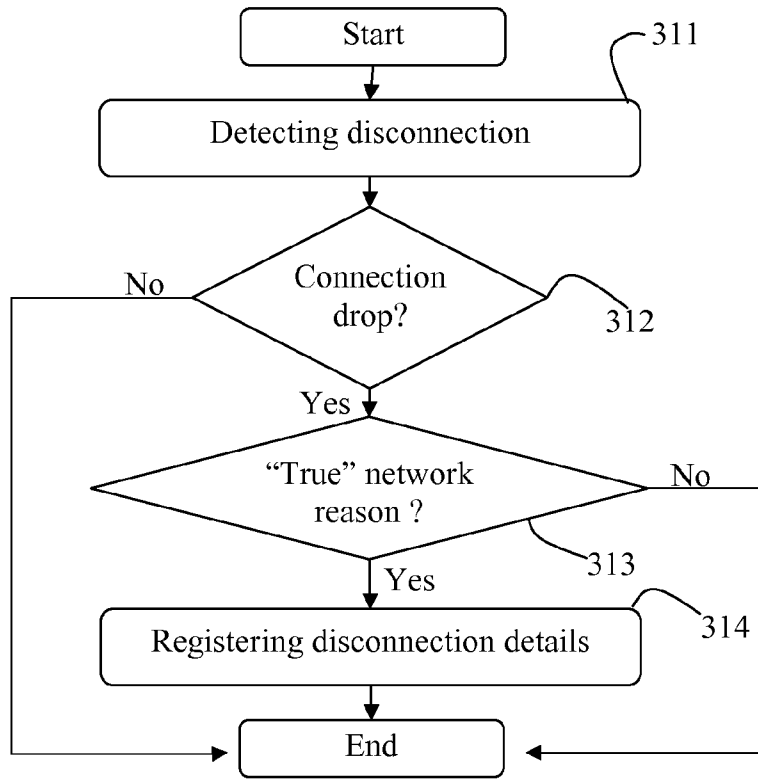 Start
311
Detecting disconnection
No
Connection
drop?
312
Yes
“True” network
reason ?
No
313
Yes
314
Registering disconnection details
End